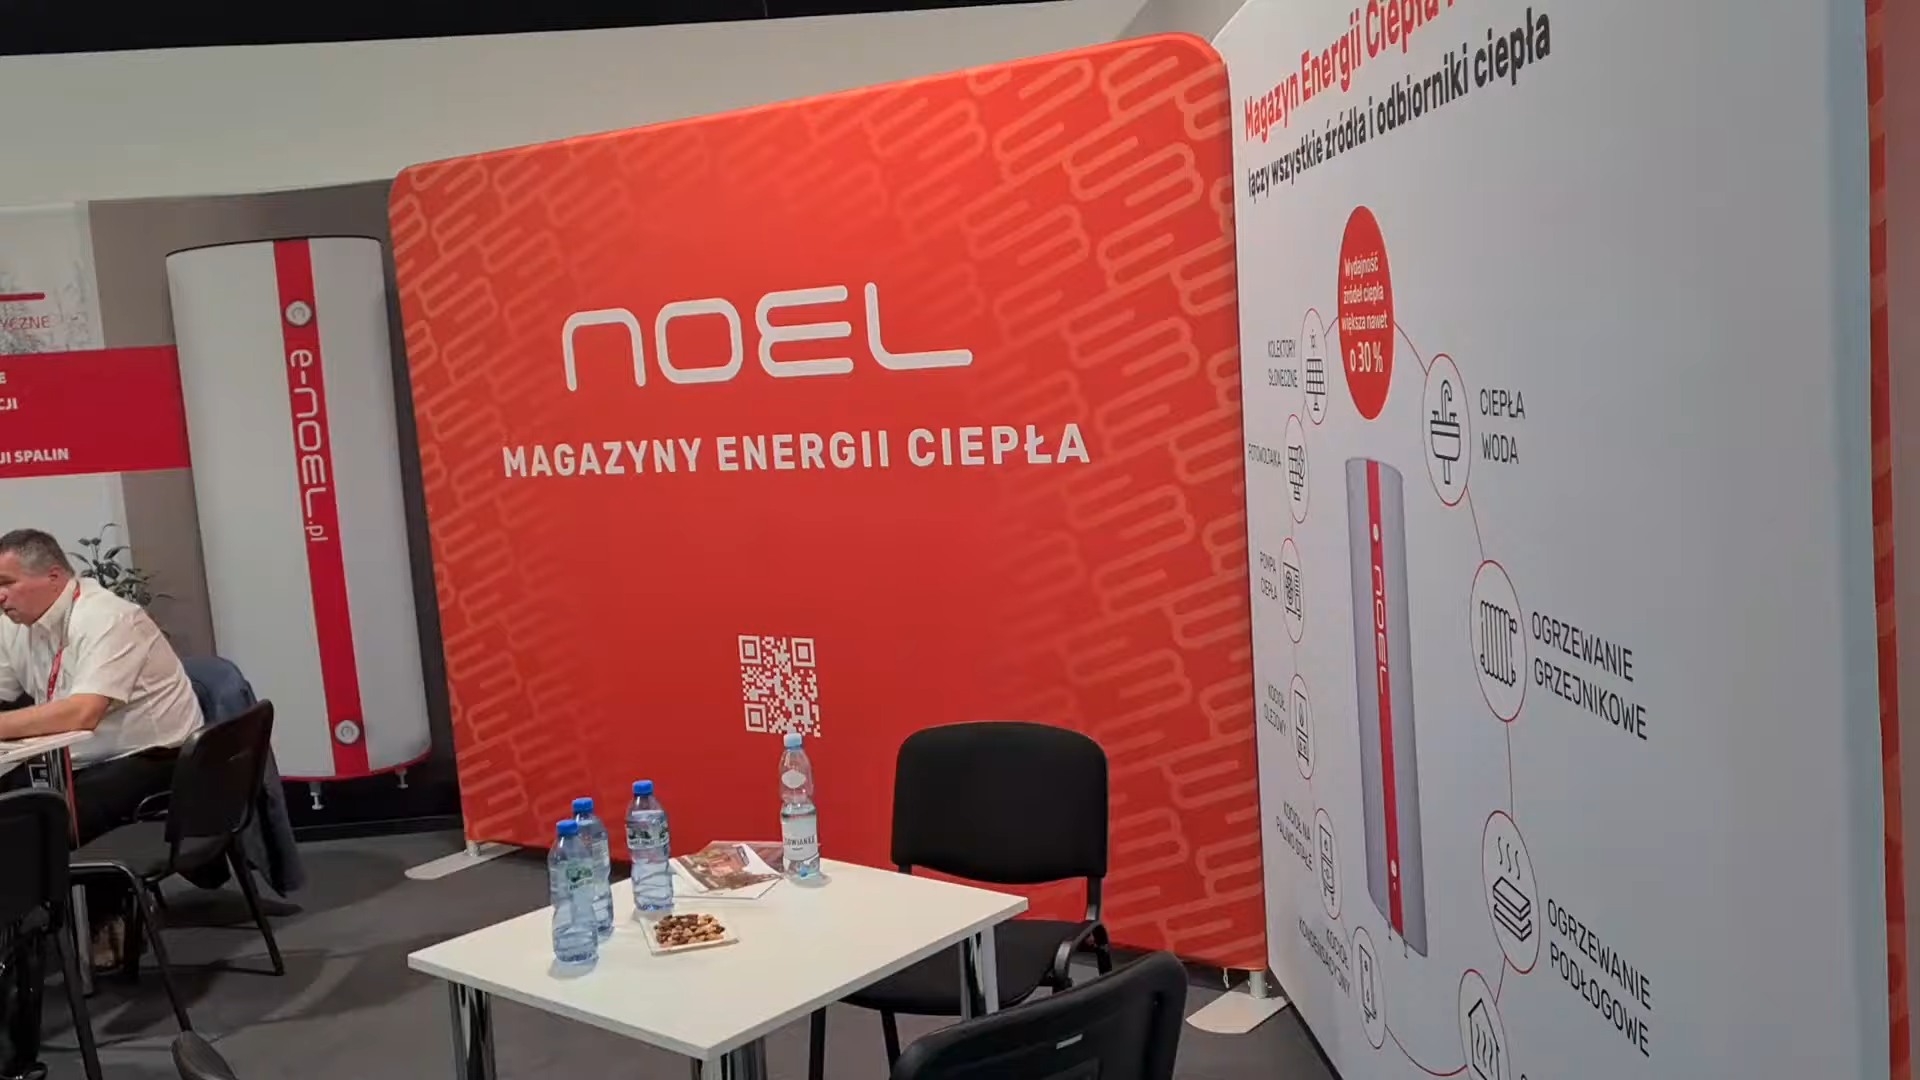 YCZNE
E
CJI
JI SPALIN
e-NOEL.pl
NOEL
MAGAZYNY ENERGII CIEPŁA
Magazyn Energii Ciepła
łączy wszystkie źródła i odbiorniki ciepła
Wydajność
źródeł ciepła
większa nawet
o 30 %
KOLEKTORY
SŁONECZNE
FOTOWOLTAIKA
POMPA
CIEPŁA
KOCIOŁ
OLEJOWY
KOCIOŁ NA
PALIWO STAŁE
KOCIOŁ
KONDENSACYJNY
NOEL
CIEPŁA
WODA
OGRZEWANIE
GRZEJNIKOWE
OGRZEWANIE
PODŁOGOWE